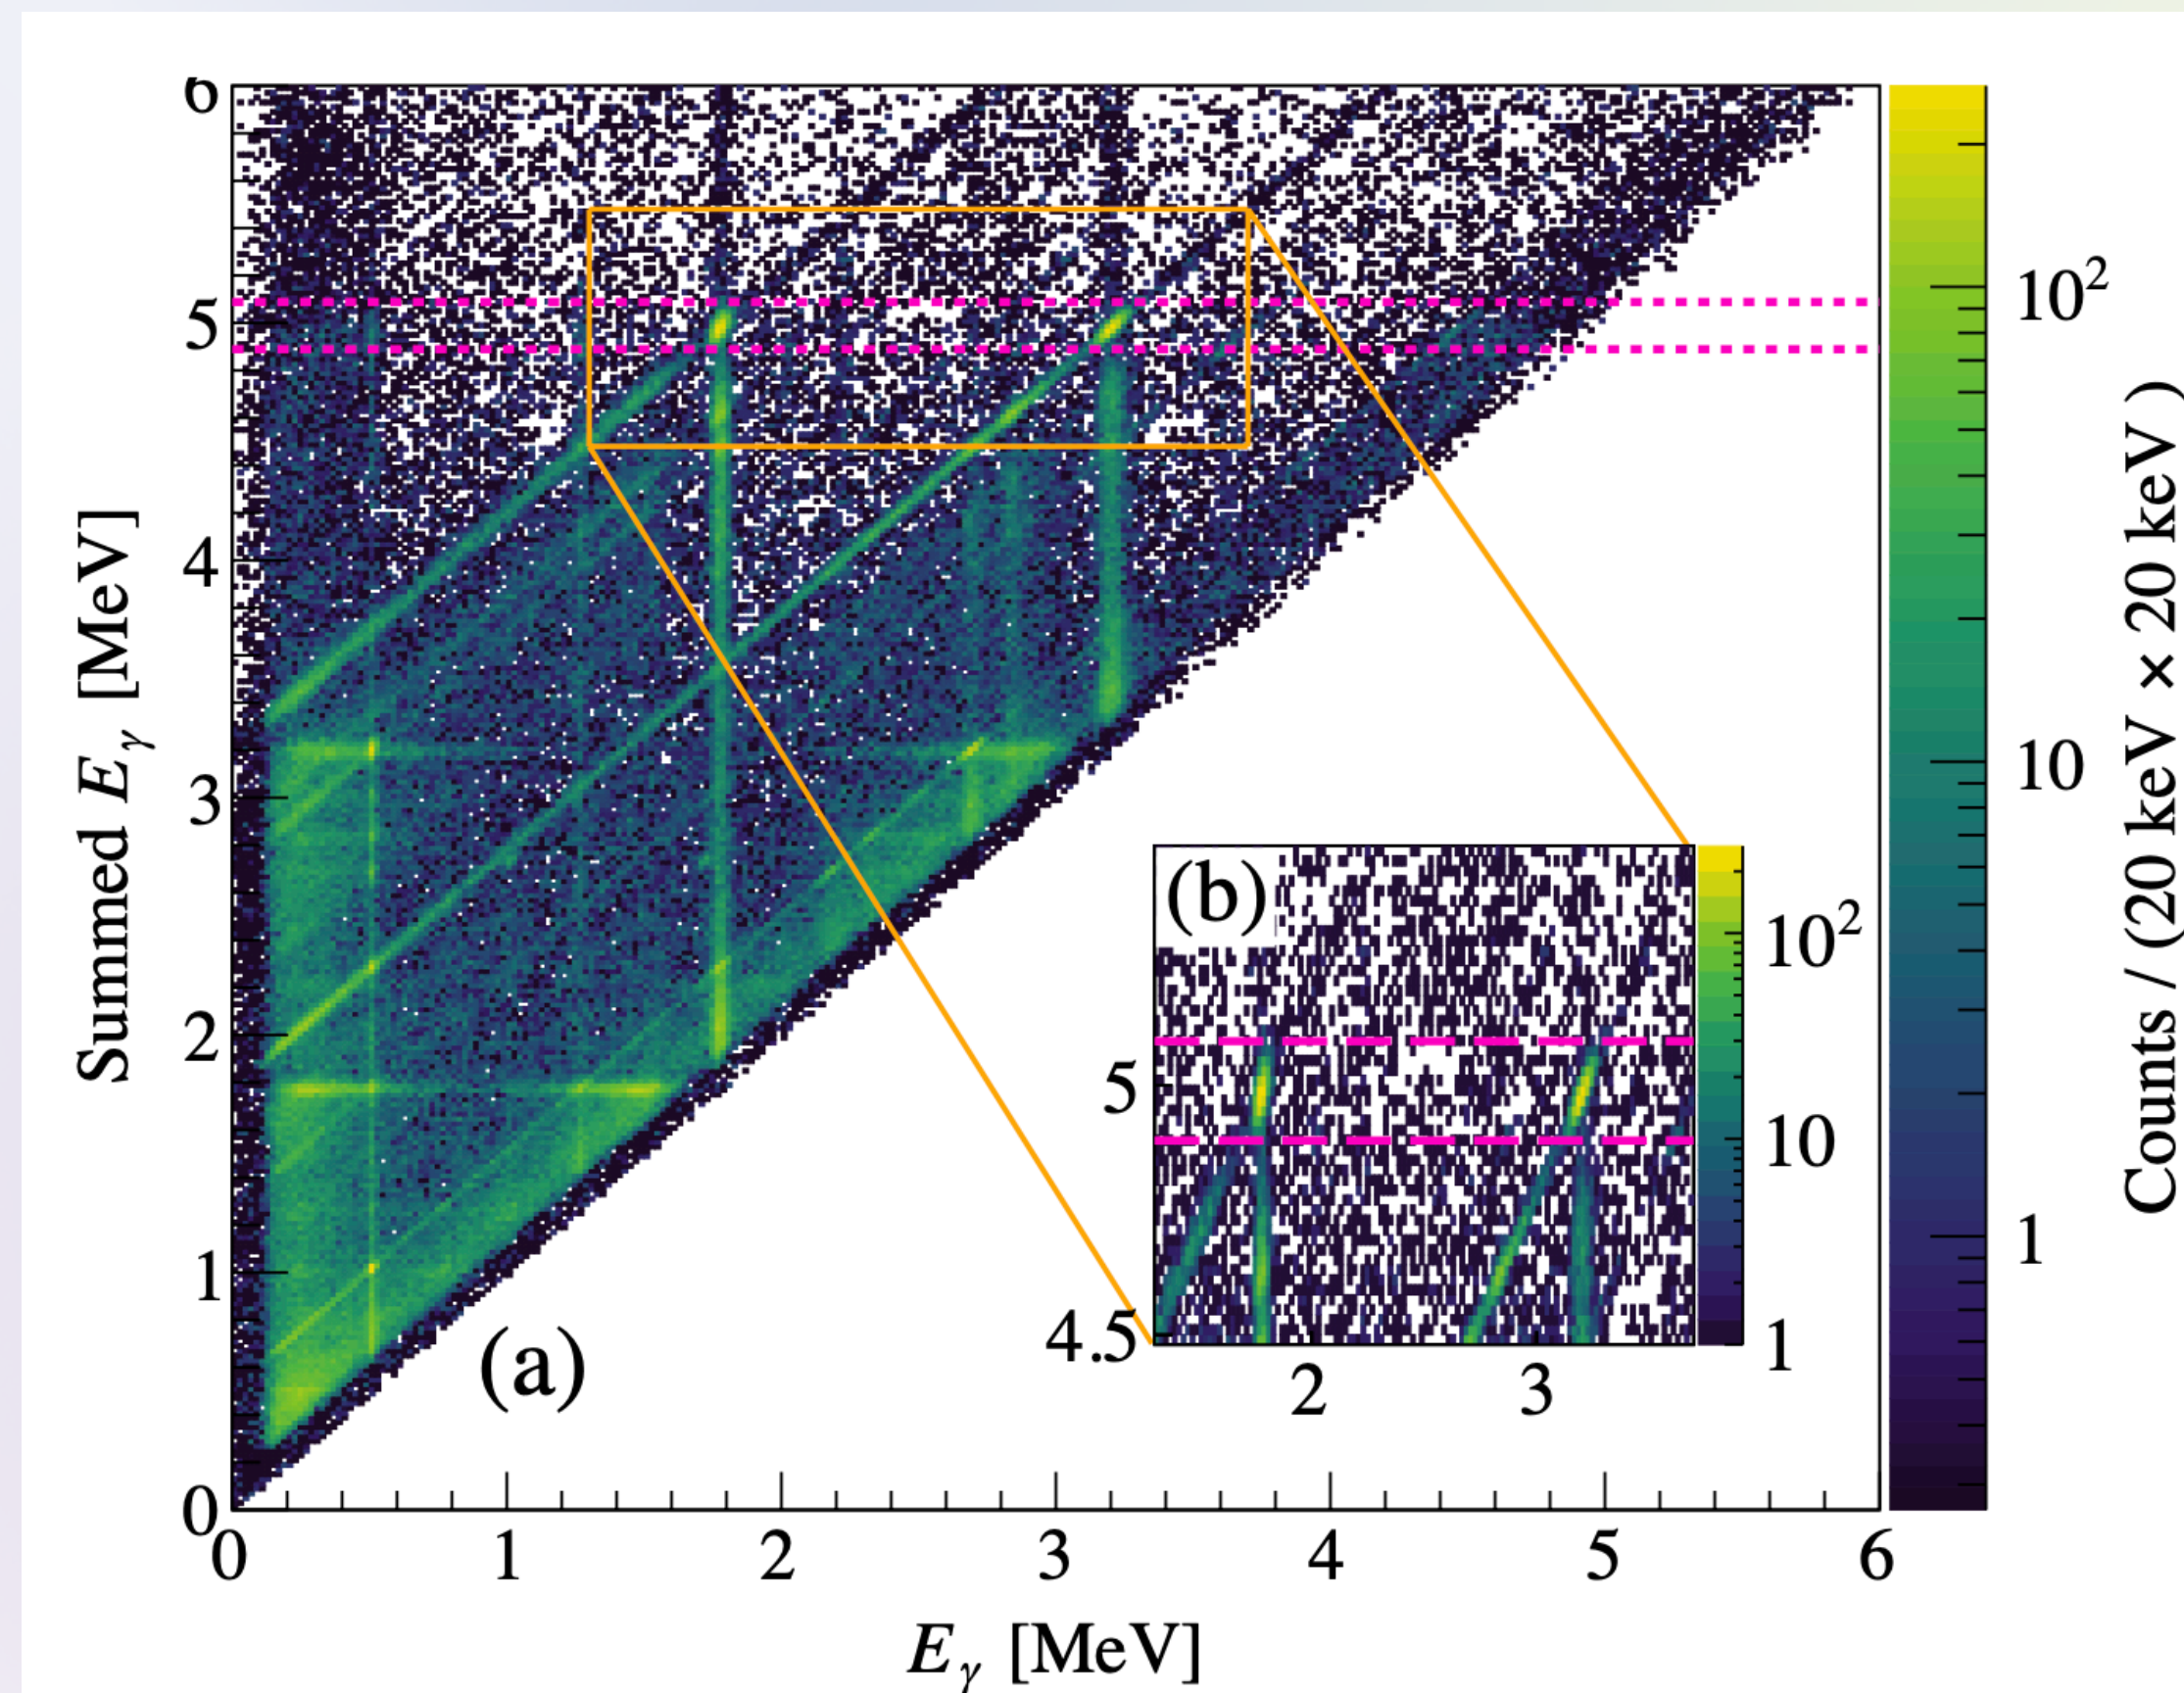 6
5
4
3
2
1
0
0 1 2 3 4 5 6
Summed Eγ [MeV]
Eγ [MeV]
(a)
(b)
5
4.5
2 3
10²
10
1
10²
10
1
Counts / (20 keV × 20 keV )